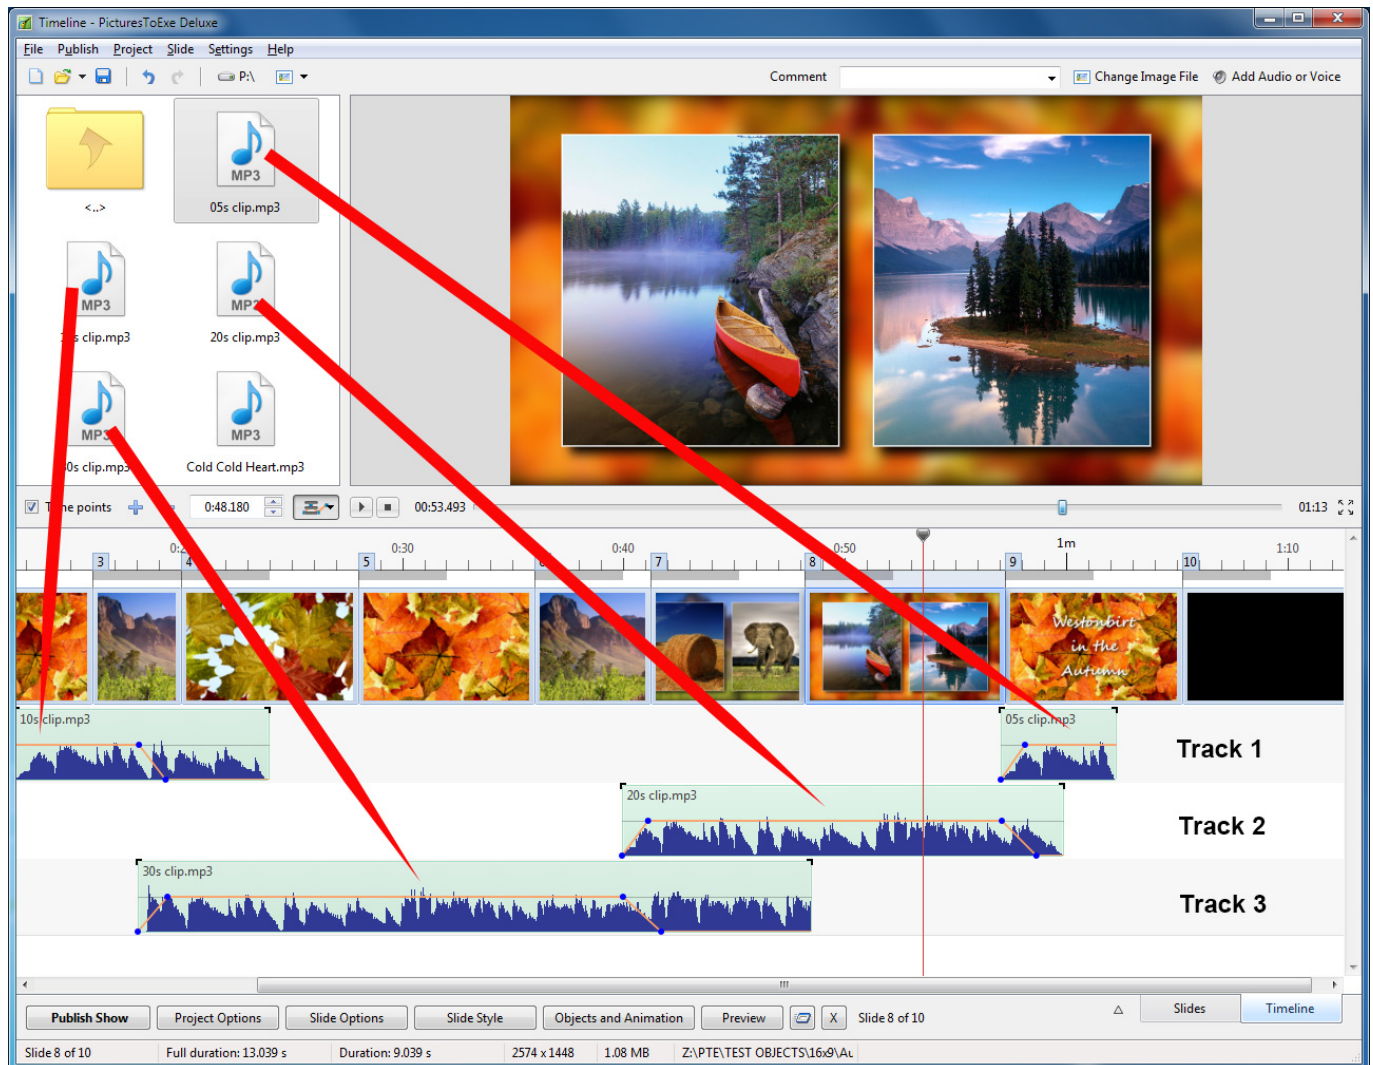 Timeline - PicturesToExe Deluxe
File Publish Project Slide Settings Help
P:\ Comment Change Image File Add Audio or Voice
MP3
<..> 05s clip.mp3
MP3
s clip.mp3 20s clip.mp3
MP3 MP3
0s clip.mp3 Cold Cold Heart.mp3
points 0:48.180 00:53.493 01:13
0:30 0:40 0:50 1m 1:10
3 4 5 7 8 9 10
Westonbirt
in the
Autumn
10s clip.mp3 05s clip.mp3
Track 1
20s clip.mp3
Track 2
30s clip.mp3
Track 3
Publish Show Project Options Slide Options Slide Style Objects and Animation Preview X Slide 8 of 10 Slides Timeline
Slide 8 of 10 Full duration: 13.039 s Duration: 9.039 s 2574 x 1448 1.08 MB Z:\PTE\TEST OBJECTS\16x9\Au